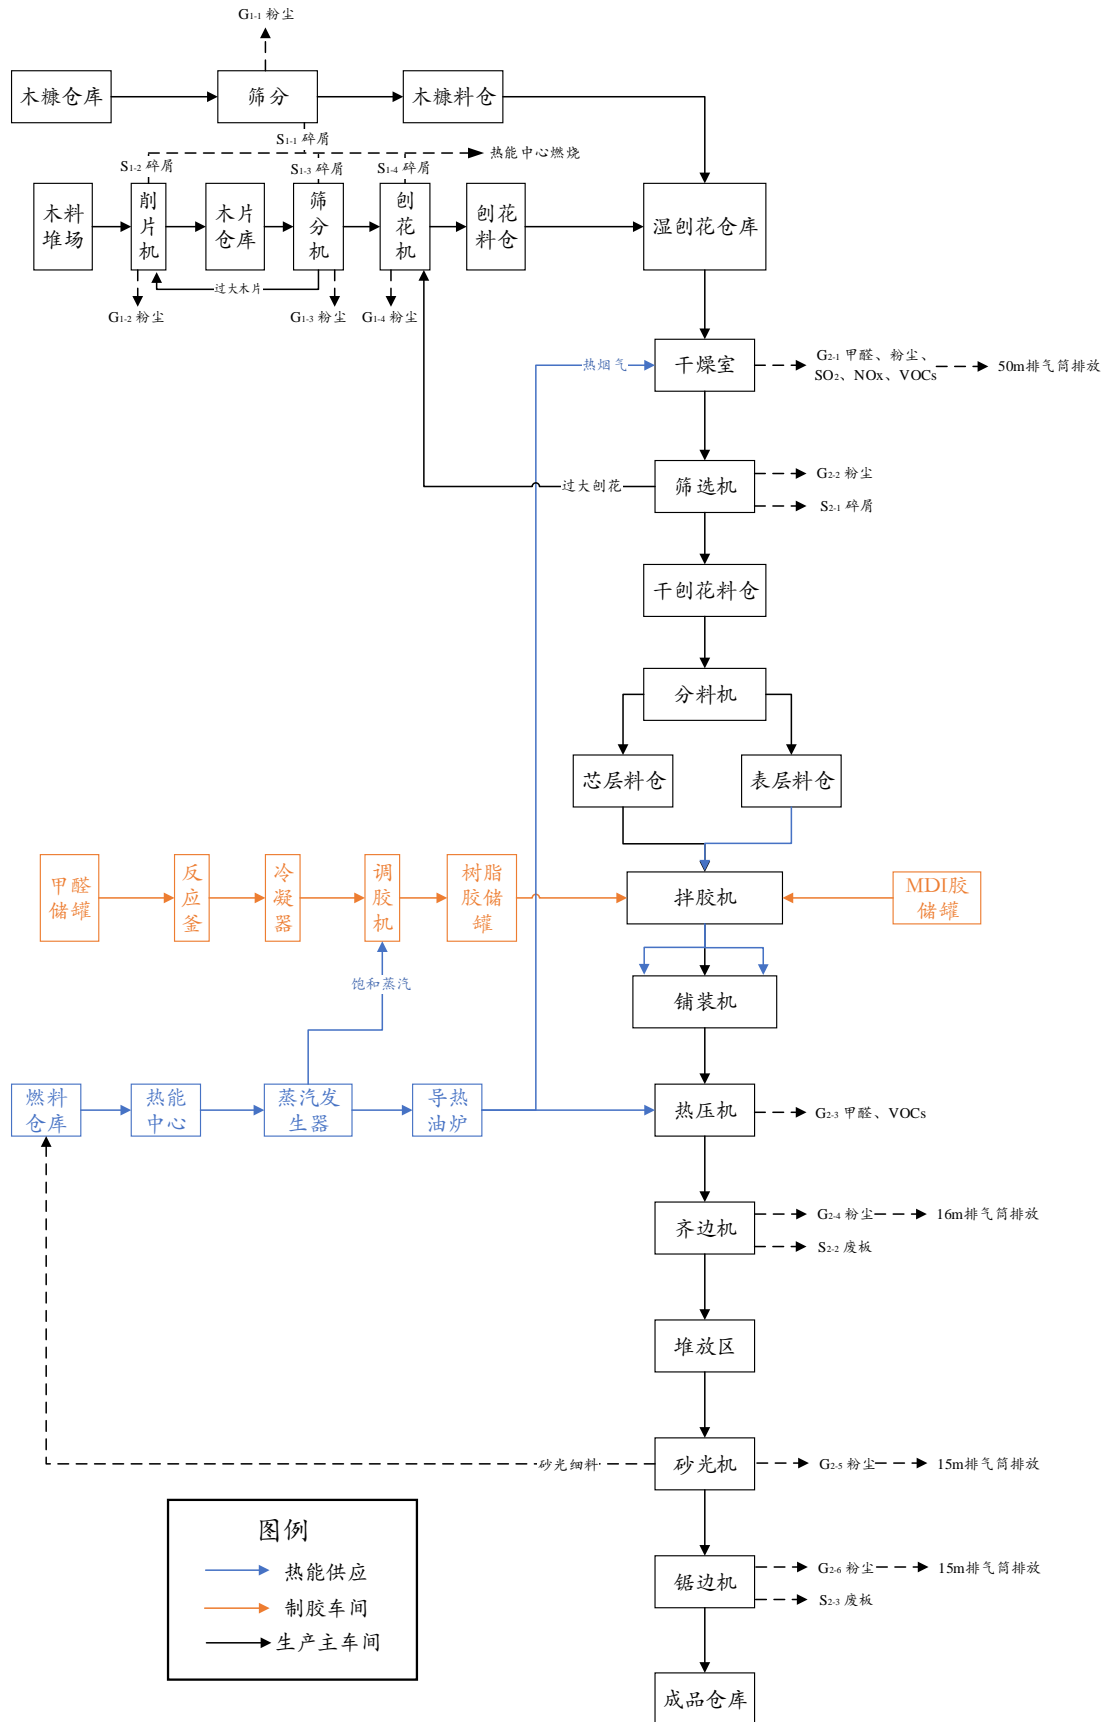 G1-1 粉尘
木糠仓库
筛分
木糠料仓
S1-1 碎屑
热能中心燃烧
S1-2 碎屑
S1-3 碎屑
S1-4 碎屑
木料
堆场
削
片
机
木片
仓库
筛
分
机
刨
花
机
刨花
料仓
湿刨花仓库
过大木片
G1-2 粉尘
G1-3 粉尘
G1-4 粉尘
热烟气
干燥室
G2-1 甲醛、粉尘、
SO2、NOx、VOCs
50m排气筒排放
过大刨花
筛选机
G2-2 粉尘
S2-1 碎屑
干刨花料仓
分料机
芯层料仓
表层料仓
甲醛
储罐
反
应
釜
冷
凝
器
调
胶
机
树脂
胶储
罐
拌胶机
MDI胶
储罐
饱和蒸汽
铺装机
燃料
仓库
热能
中心
蒸汽发
生器
导热
油炉
热压机
G2-3 甲醛、VOCs
齐边机
G2-4 粉尘
16m排气筒排放
S2-2 废板
堆放区
砂光细料
砂光机
G2-5 粉尘
15m排气筒排放
图例
热能供应
制胶车间
生产主车间
锯边机
G2-6 粉尘
15m排气筒排放
S2-3 废板
成品仓库